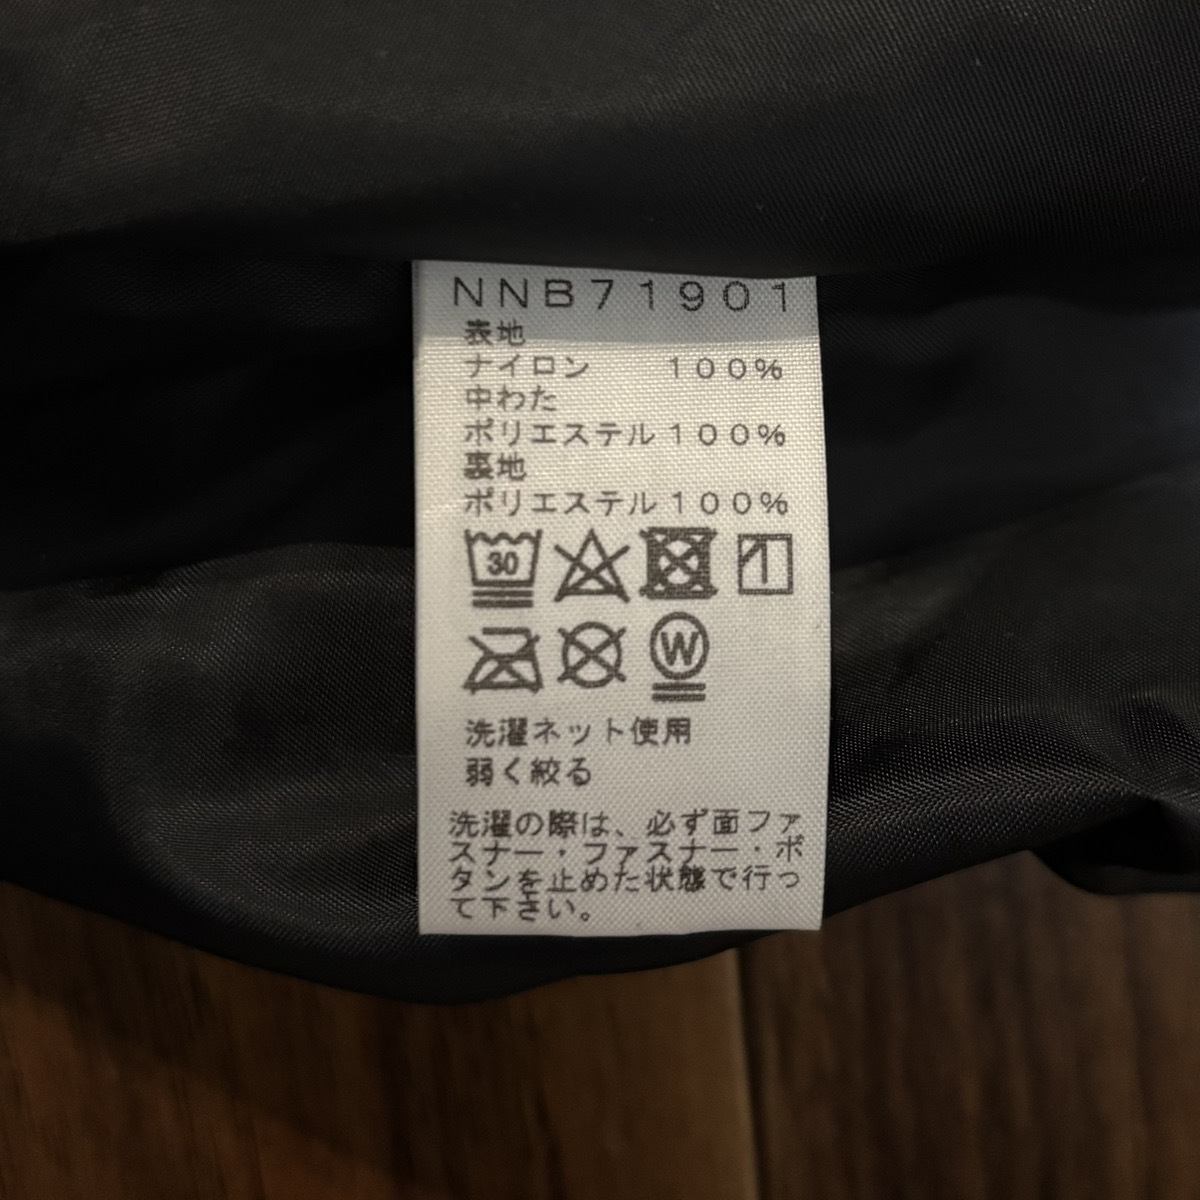 NNB71901
表地
ナイロン 100%
中わた
ポリエステル100%
裏地
ポリエステル100%
30
W
洗濯ネット使用
弱く絞る
洗濯の際は、必ず面ファ
スナー・ファスナー・ボ
タンを止めた状態で行っ
て下さい。